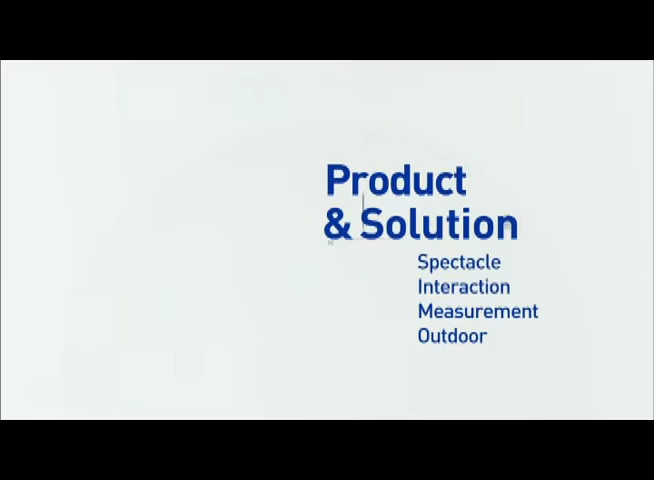 Product
& Solution
Spectacle
Interaction
Measurement
Outdoor